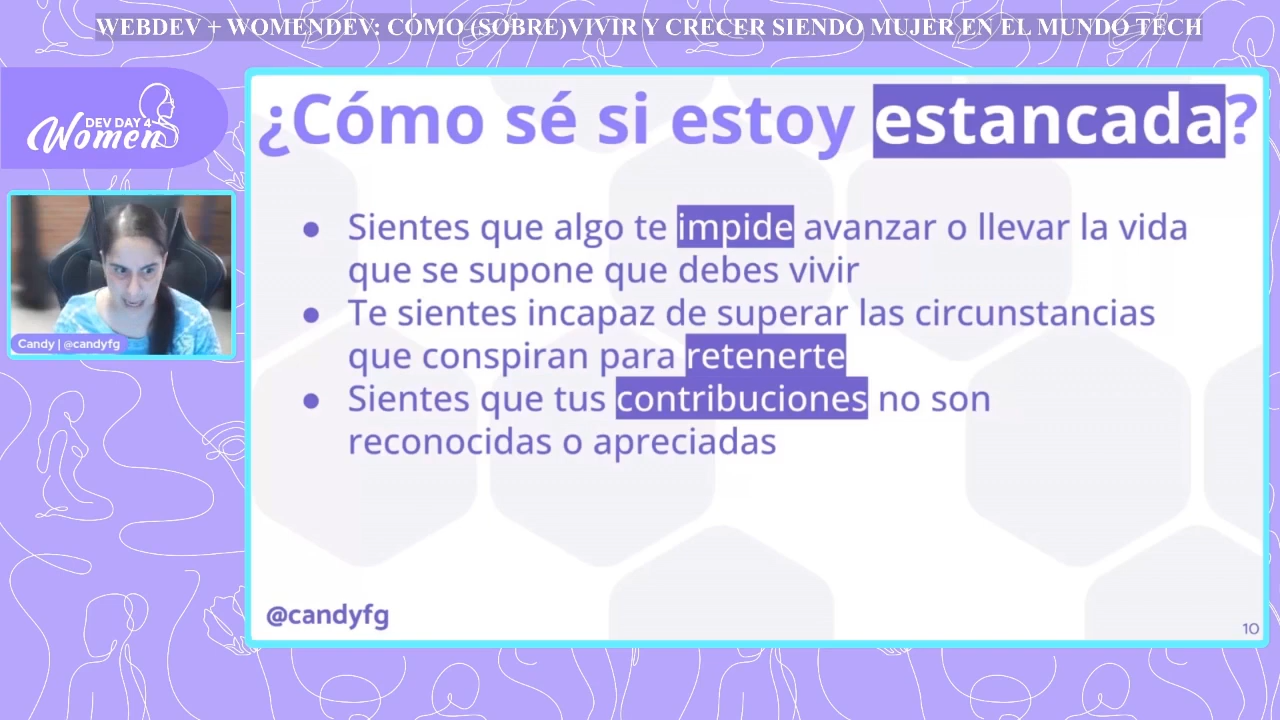 WEBDEV + WOMENDEV: CÓMO (SOBRE)VIVIR Y CRECER SIENDO MUJER EN EL MUNDO TECH
DEV DAY 4
Women
Candy | @candyfg
¿Cómo sé si estoy estancada?
● Sientes que algo te impide avanzar o llevar la vida
que se supone que debes vivir
● Te sientes incapaz de superar las circunstancias
que conspiran para retenerte
● Sientes que tus contribuciones no son
reconocidas o apreciadas
@candyfg
10